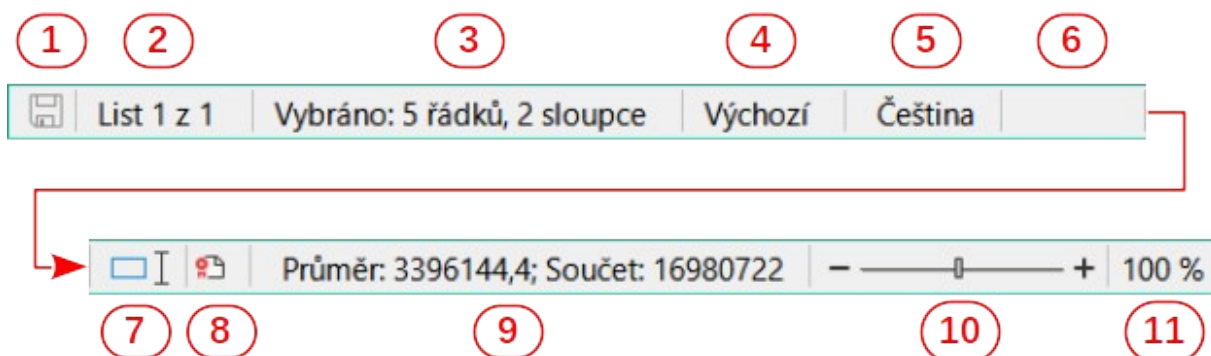 1 2 3 4 5 6
List 1 z 1 Vybráno: 5 řádků, 2 sloupce Výchozí Čeština
Průměr: 3396144,4; Součet: 16980722 − + 100 %
7 8 9 10 11